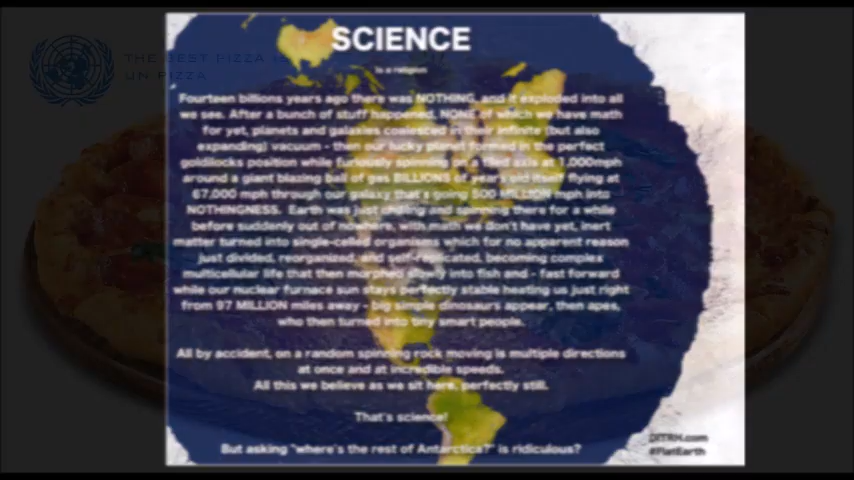 SCIENCE
is a religion
THE BEST PIZZA IS
UN PIZZA
Fourteen billions years ago there was NOTHING, and it exploded into all
we see. After a bunch of stuff happened, NONE of which we have math
for yet, planets and galaxies coalesced in their infinite (but also
expanding) vacuum - then our lucky planet formed in the perfect
goldilocks position while furiously spinning on a tilted axis at 1,000mph
around a giant blazing ball of gas BILLIONS of years old itself flying at
67,000 mph through our galaxy that's going 500 MILLION mph into
NOTHINGNESS. Earth was just chilling and spinning there for a while
before suddenly out of nowhere, with math we don't have yet, inert
matter turned into single-celled organisms which for no apparent reason
just divided, reorganized, and self-replicated, becoming complex
multicellular life that then morphed slowly into fish and - fast forward
while our nuclear furnace sun stays perfectly stable heating us just right
from 97 MILLION miles away - big simple dinosaurs appear, then apes,
who then turned into tiny smart people.
All by accident, on a random spinning rock moving is multiple directions
at once and at incredible speeds.
All this we believe as we sit here, perfectly still.
That's science!
But asking "where's the rest of Antarctica?" is ridiculous?
DITRH.com
#FlatEarth